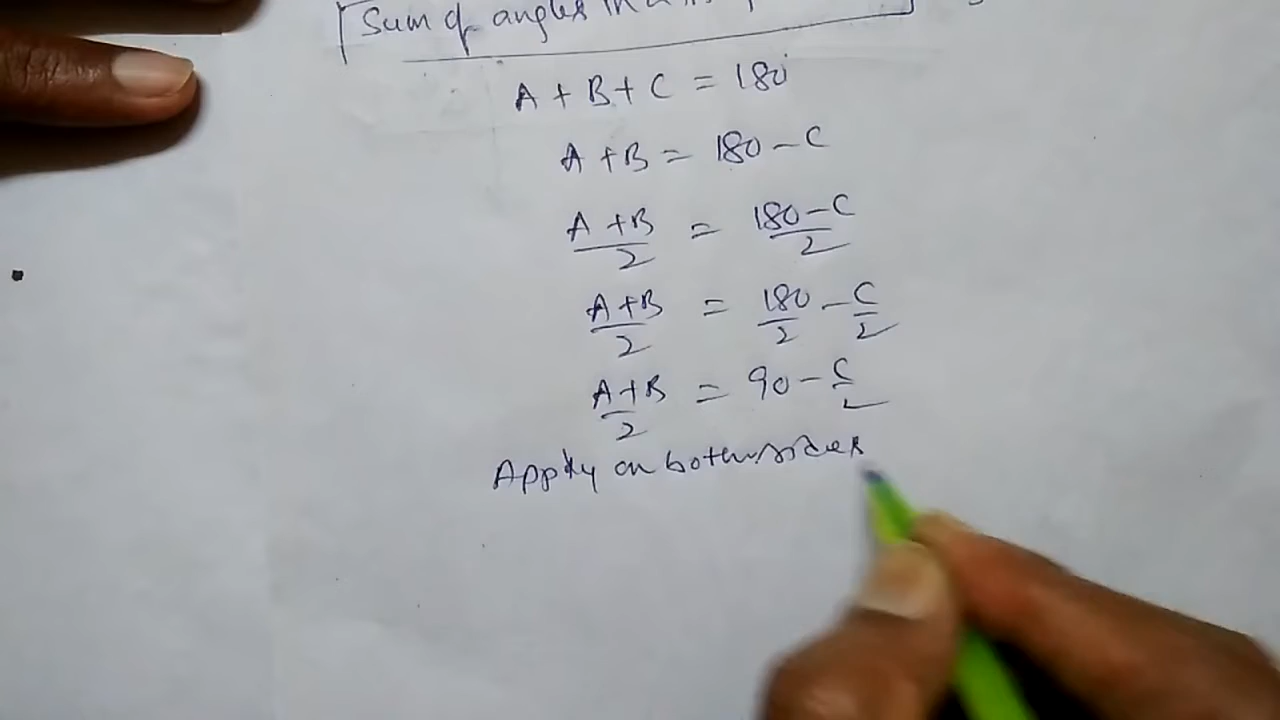 Sum of angles in a
A + B + C = 180°
A + B = 180 - C
A + B / 2 = 180 - C / 2
A + B / 2 = 180 / 2 - C / 2
A + B / 2 = 90 - C / 2
Apply on both sides